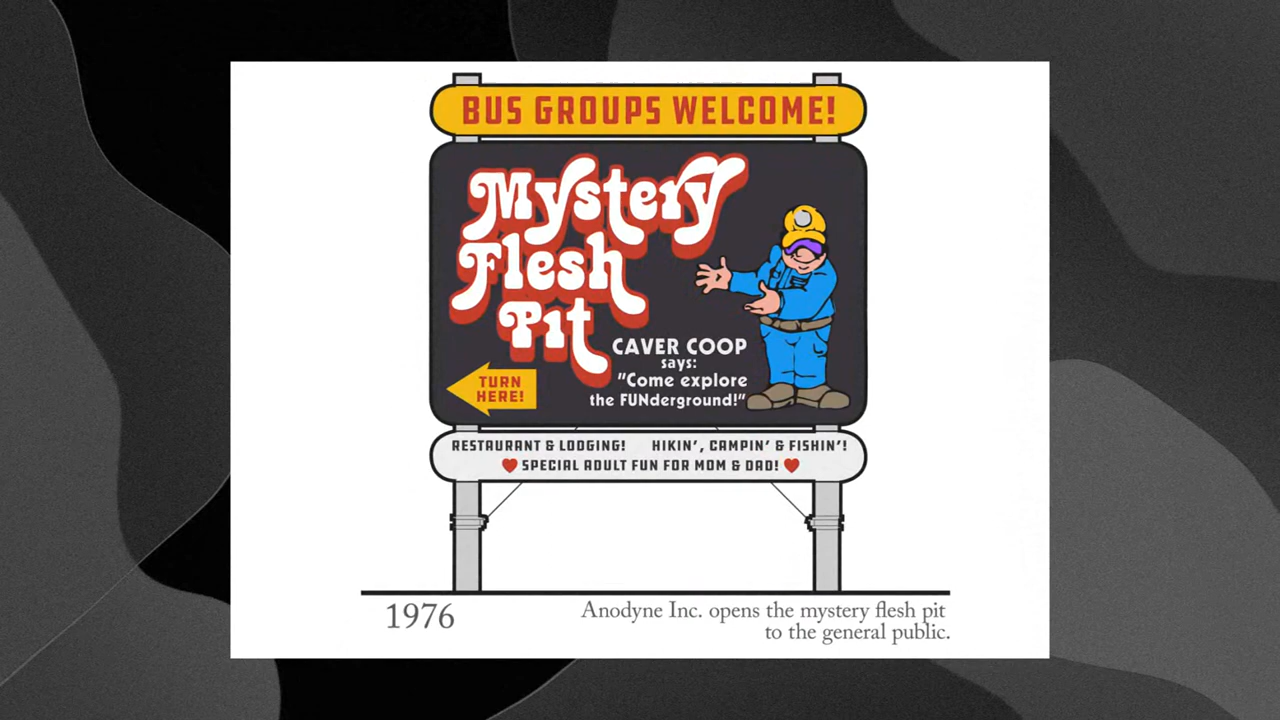 BUS GROUPS WELCOME!
Mystery
Flesh
Pit
CAVER COOP
says:
"Come explore
the FUNderground!"
TURN
HERE!
RESTAURANT & LODGING! HIKIN', CAMPIN' & FISHIN'!
SPECIAL ADULT FUN FOR MOM & DAD!
1976
Anodyne Inc. opens the mystery flesh pit
to the general public.